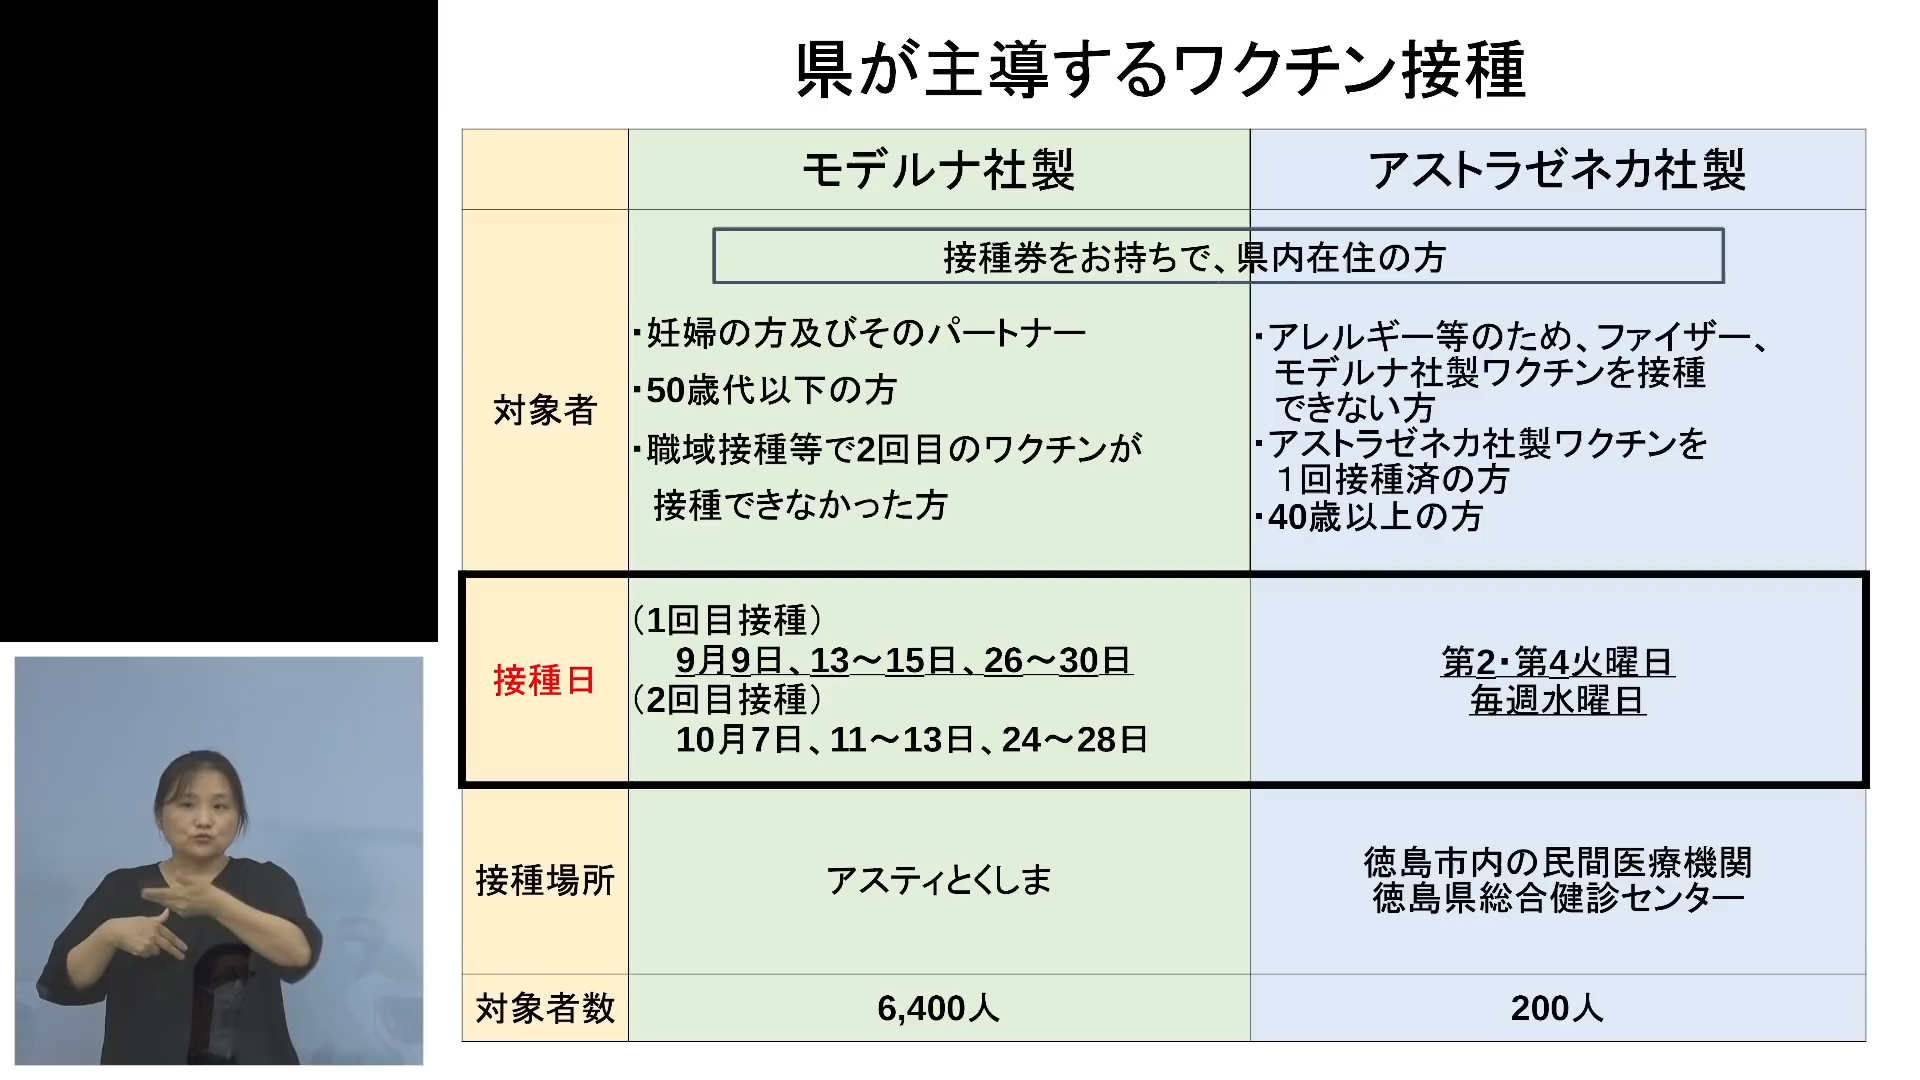 県が主導するワクチン接種
モデルナ社製
アストラゼネカ社製
対象者
接種券をお持ちで、県内在住の方
・妊婦の方及びそのパートナー
・50歳代以下の方
・職域接種等で2回目のワクチンが
接種できなかった方
・アレルギー等のため、ファイザー、
モデルナ社製ワクチンを接種
できない方
・アストラゼネカ社製ワクチンを
１回接種済の方
・40歳以上の方
接種日
（1回目接種）
9月9日、13～15日、26～30日
（2回目接種）
10月7日、11～13日、24～28日
第2・第4火曜日
毎週水曜日
接種場所
アスティとくしま
徳島市内の民間医療機関
徳島県総合健診センター
対象者数
6,400人
200人